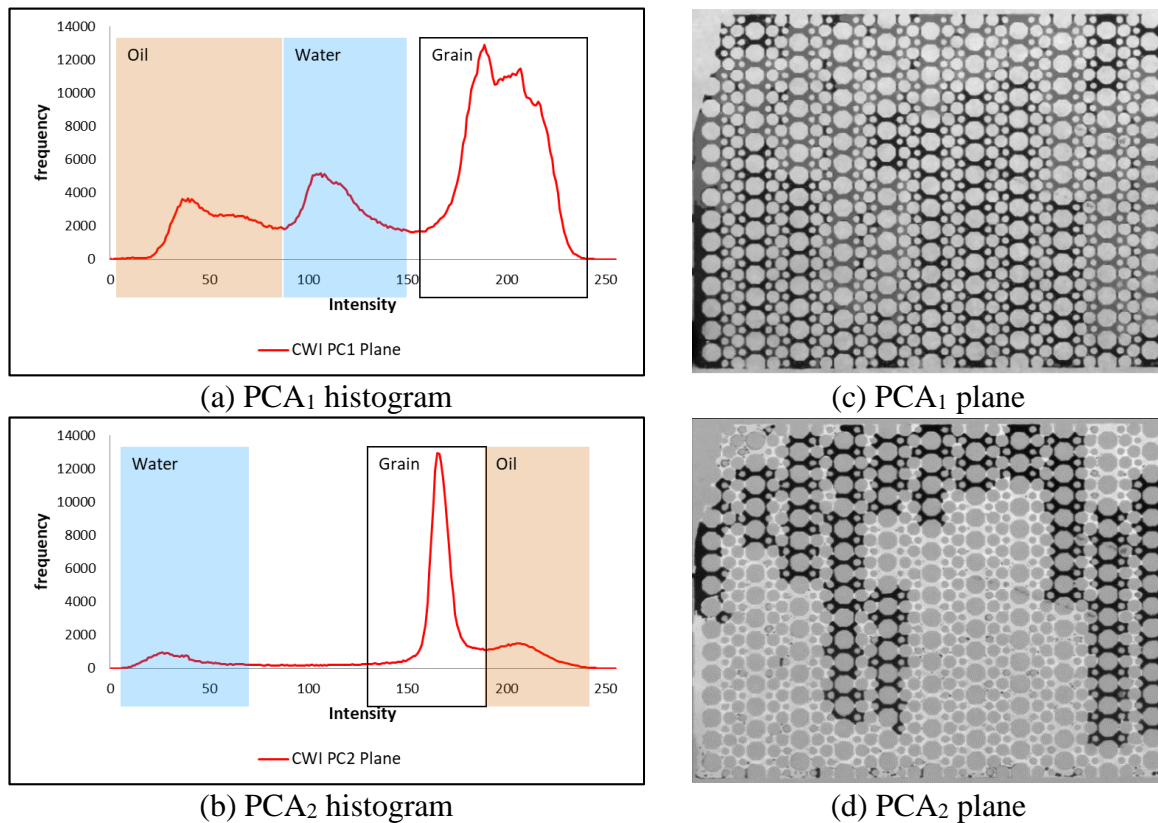 Oil
Water
Grain
14000
12000
10000
8000
6000
4000
2000
0
frequency
0 50 100 150 200 250
Intensity
CWI PC1 Plane
(a) PCA₁ histogram
(c) PCA₁ plane
Water
Grain
Oil
14000
12000
10000
8000
6000
4000
2000
0
frequency
0 50 100 150 200 250
Intensity
CWI PC2 Plane
(b) PCA₂ histogram
(d) PCA₂ plane